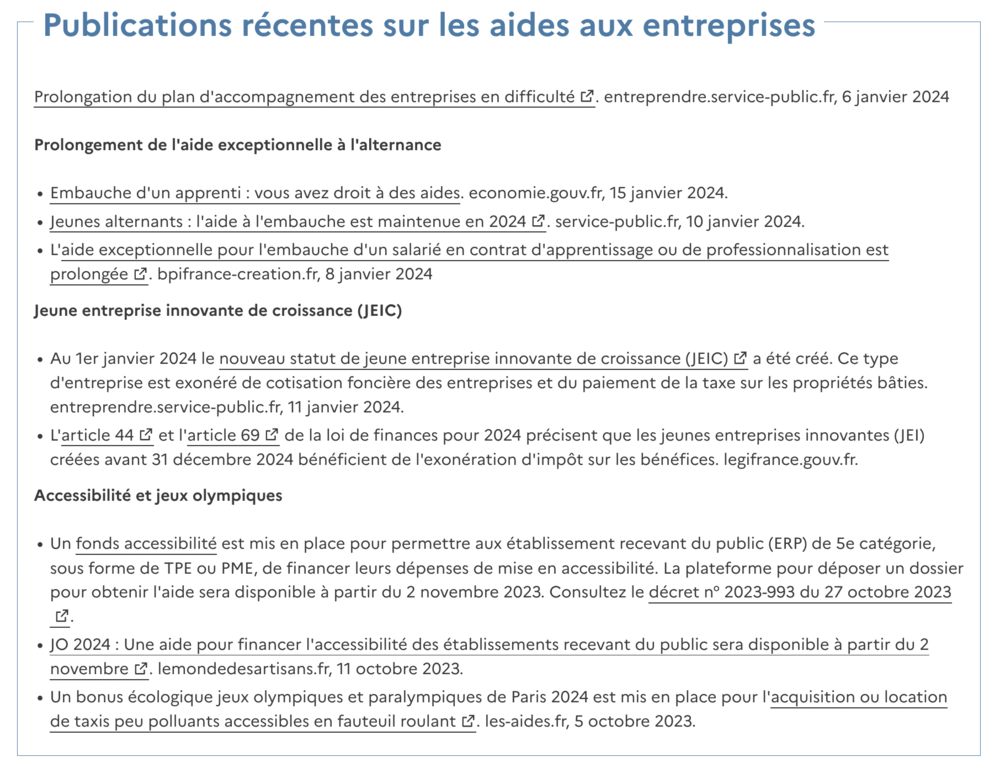 Publications récentes sur les aides aux entreprises
Prolongation du plan d'accompagnement des entreprises en difficulté. entreprendre.service-public.fr, 6 janvier 2024
Prolongement de l'aide exceptionnelle à l'alternance
• Embauche d'un apprenti : vous avez droit à des aides. economie.gouv.fr, 15 janvier 2024.
• Jeunes alternants : l'aide à l'embauche est maintenue en 2024. service-public.fr, 10 janvier 2024.
• L'aide exceptionnelle pour l'embauche d'un salarié en contrat d'apprentissage ou de professionnalisation est
prolongée. bpifrance-creation.fr, 8 janvier 2024
Jeune entreprise innovante de croissance (JEIC)
• Au 1er janvier 2024 le nouveau statut de jeune entreprise innovante de croissance (JEIC) a été créé. Ce type
d'entreprise est exonéré de cotisation foncière des entreprises et du paiement de la taxe sur les propriétés bâties.
entreprendre.service-public.fr, 11 janvier 2024.
• L'article 44 et l'article 69 de la loi de finances pour 2024 précisent que les jeunes entreprises innovantes (JEI)
créées avant 31 décembre 2024 bénéficient de l'exonération d'impôt sur les bénéfices. legifrance.gouv.fr.
Accessibilité et jeux olympiques
• Un fonds accessibilité est mis en place pour permettre aux établissement recevant du public (ERP) de 5e catégorie,
sous forme de TPE ou PME, de financer leurs dépenses de mise en accessibilité. La plateforme pour déposer un dossier
pour obtenir l'aide sera disponible à partir du 2 novembre 2023. Consultez le décret n° 2023-993 du 27 octobre 2023
.
• JO 2024 : Une aide pour financer l'accessibilité des établissements recevant du public sera disponible à partir du 2
novembre. lemondedesartisans.fr, 11 octobre 2023.
• Un bonus écologique jeux olympiques et paralympiques de Paris 2024 est mis en place pour l'acquisition ou location
de taxis peu polluants accessibles en fauteuil roulant. les-aides.fr, 5 octobre 2023.